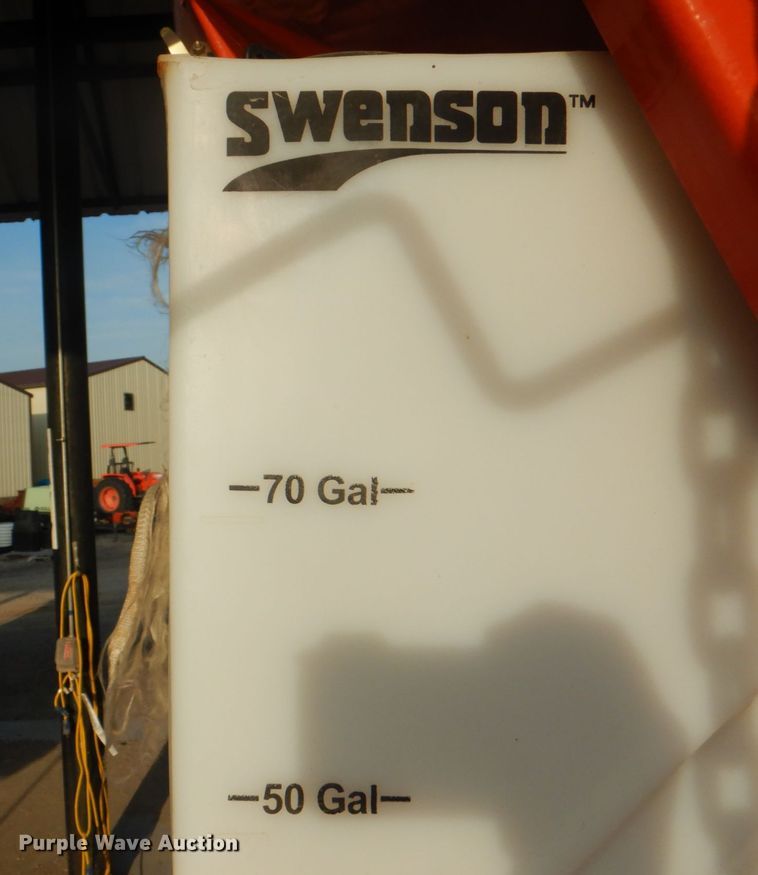 SWENSON™
—70 Gal—
—50 Gal—
Purple Wave Auction